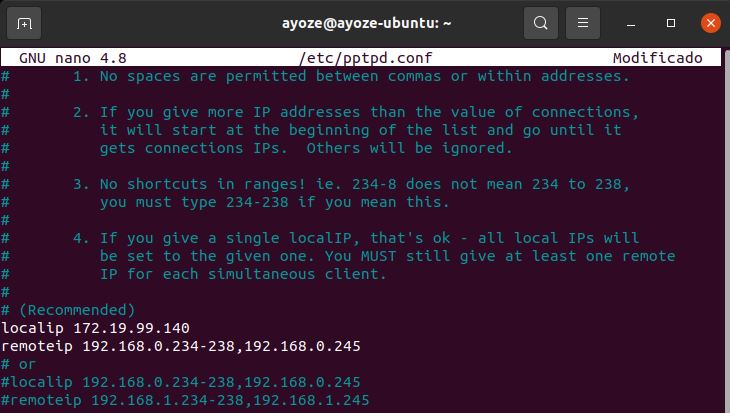 ayoze@ayoze-ubuntu: ~
GNU nano 4.8 /etc/pptpd.conf Modificado
#       1. No spaces are permitted between commas or within addresses.
#
#       2. If you give more IP addresses than the value of connections,
#          it will start at the beginning of the list and go until it
#          gets connections IPs.  Others will be ignored.
#
#       3. No shortcuts in ranges! ie. 234-8 does not mean 234 to 238,
#          you must type 234-238 if you mean this.
#
#       4. If you give a single localIP, that's ok - all local IPs will
#          be set to the given one. You MUST still give at least one remote
#          IP for each simultaneous client.
#
# (Recommended)
localip 172.19.99.140
remoteip 192.168.0.234-238,192.168.0.245
# or
#localip 192.168.0.234-238,192.168.0.245
#remoteip 192.168.1.234-238,192.168.1.245